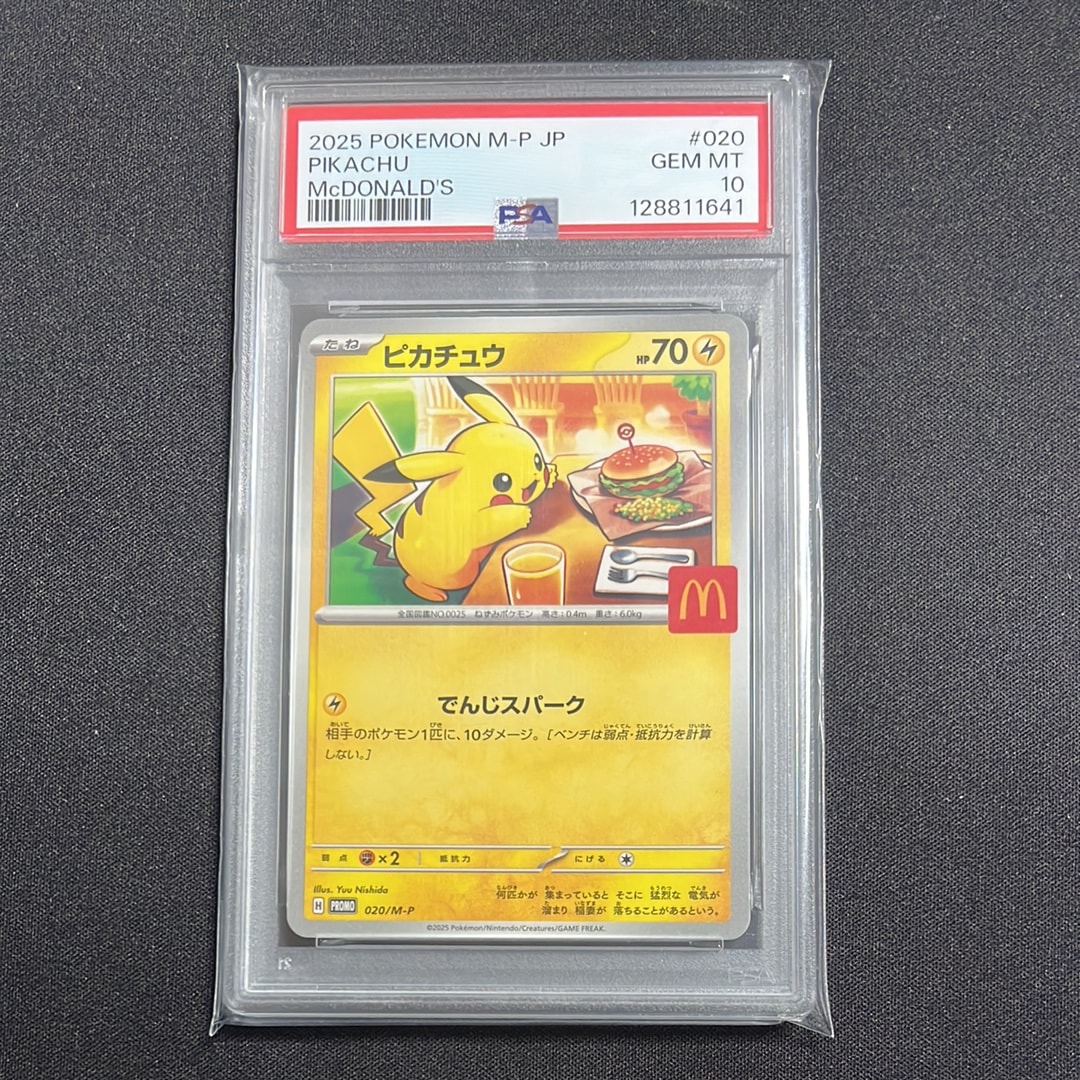 2025 POKEMON M-P JP #020
PIKACHU GEM MT
McDONALD'S 10
128811641
PSA
たね ピカチュウ HP70
M
全国図鑑NO.0025 ねずみポケモン 高さ:0.4m 重さ:6.0kg
でんじスパーク
相手のポケモン1匹に、10ダメージ。[ベンチは弱点・抵抗力を計算
しない。]
弱点 ×2 抵抗力 にげる
Illus. Yuu Nishida
何匹かが 集まっていると そこに 猛烈な 電気が
溜まり 稲妻が 落ちることがあるという。
H PROMO 020/M-P
©2025 Pokémon/Nintendo/Creatures/GAME FREAK.